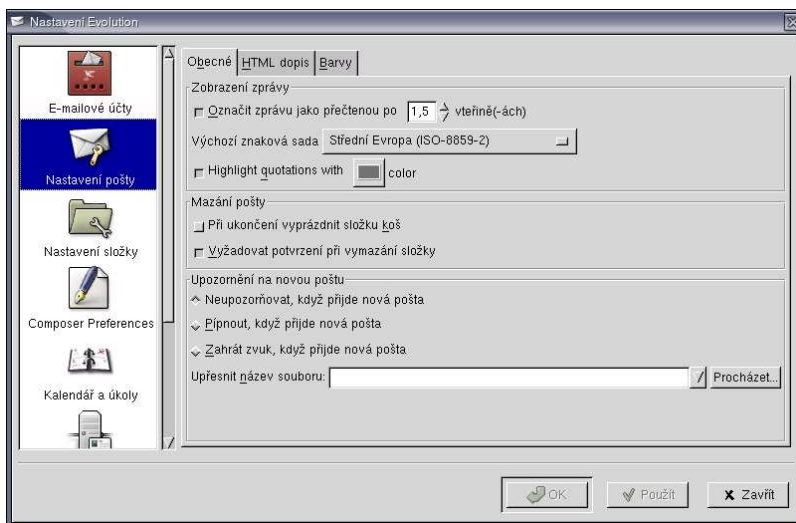 Nastavení Evolution
E-mailové účty
Nastavení pošty
Nastavení složky
Composer Preferences
Kalendář a úkoly
Obecné HTML dopis Barvy
Zobrazení zprávy
Označit zprávu jako přečtenou po 1,5 vteřině(-ách)
Výchozí znaková sada Střední Evropa (ISO-8859-2)
Highlight quotations with color
Mazání pošty
Při ukončení vyprázdnit složku koš
Vyžadovat potvrzení při vymazání složky
Upozornění na novou poštu
Neupozorňovat, když přijde nová pošta
Pípnout, když přijde nová pošta
Zahrát zvuk, když přijde nová pošta
Upřesnit název souboru: Procházet...
OK Použít Zavřít